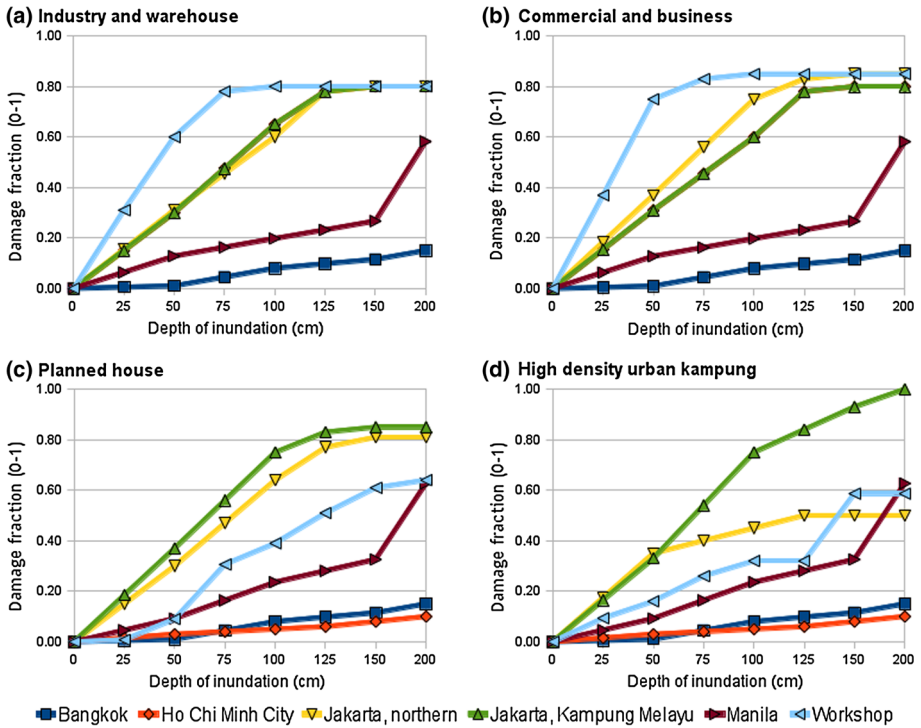 (a) Industry and warehouse
Damage fraction (0-1)
1.00
0.80
0.60
0.40
0.20
0.00
0 25 50 75 100 125 150 200
Depth of inundation (cm)
(b) Commercial and business
Damage fraction (0-1)
1.00
0.80
0.60
0.40
0.20
0.00
0 25 50 75 100 125 150 200
Depth of inundation (cm)
(c) Planned house
Damage fraction (0-1)
1.00
0.80
0.60
0.40
0.20
0.00
0 25 50 75 100 125 150 200
Depth of inundation (cm)
(d) High density urban kampung
Damage fraction (0-1)
1.00
0.80
0.60
0.40
0.20
0.00
0 25 50 75 100 125 150 200
Depth of inundation (cm)
Bangkok Ho Chi Minh City Jakarta, northern Jakarta, Kampung Melayu Manila Workshop